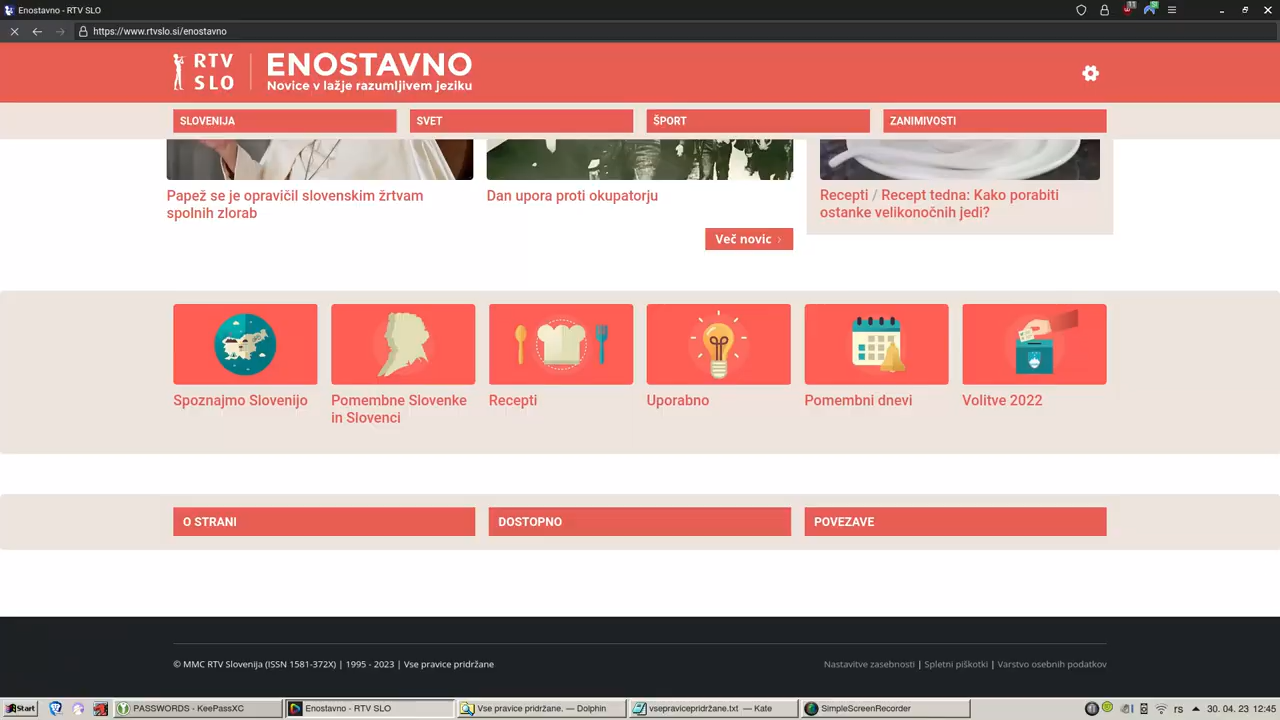 Enostavno - RTV SLO
https://www.rtvslo.si/enostavno
RTV
SLO
ENOSTAVNO
Novice v lažje razumljivem jeziku
SLOVENIJA
SVET
ŠPORT
ZANIMIVOSTI
Papež se je opravičil slovenskim žrtvam
spolnih zlorab
Dan upora proti okupatorju
Recepti / Recept tedna: Kako porabiti
ostanke velikonočnih jedi?
Več novic ›
Spoznajmo Slovenijo
Pomembne Slovenke
in Slovenci
Recepti
Uporabno
Pomembni dnevi
Volitve 2022
O STRANI
DOSTOPNO
POVEZAVE
© MMC RTV Slovenija (ISSN 1581-372X) | 1995 - 2023 | Vse pravice pridržane
Nastavitve zasebnosti | Spletni piškotki | Varstvo osebnih podatkov
Start
PASSWORDS - KeePassXC
Enostavno - RTV SLO
Vse pravice pridržane. — Dolphin
vsepravicepridržane.txt — Kate
SimpleScreenRecorder
rs
30. 04. 23 12:45